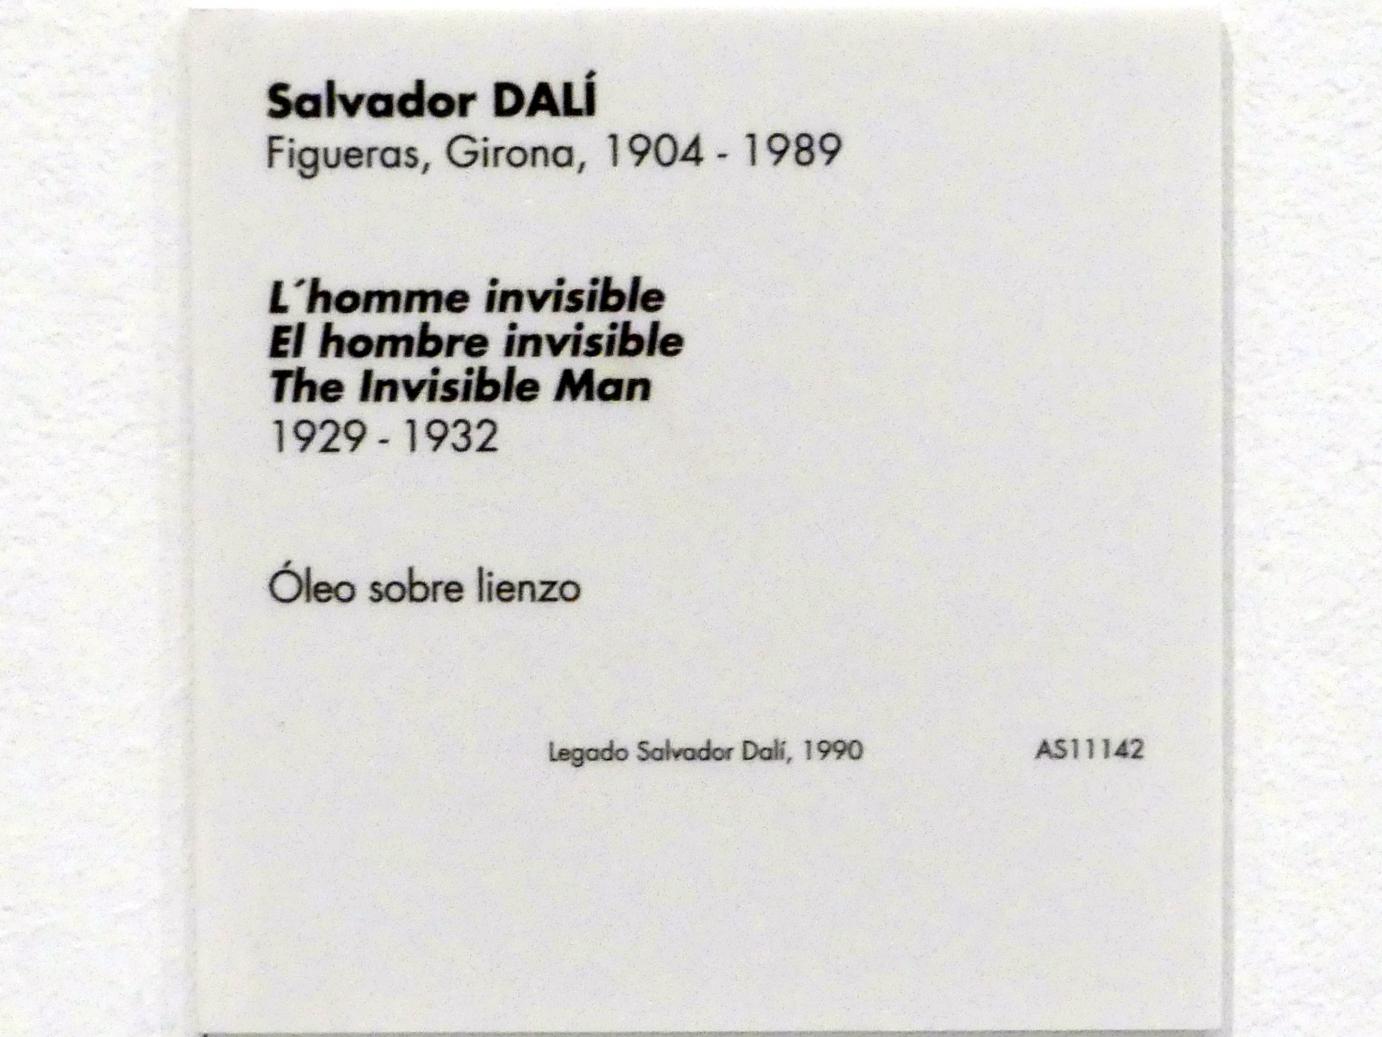 Salvador DALÍ
Figueras, Girona, 1904 - 1989
L´homme invisible
El hombre invisible
The Invisible Man
1929 - 1932
Óleo sobre lienzo
Legado Salvador Dalí, 1990 AS11142